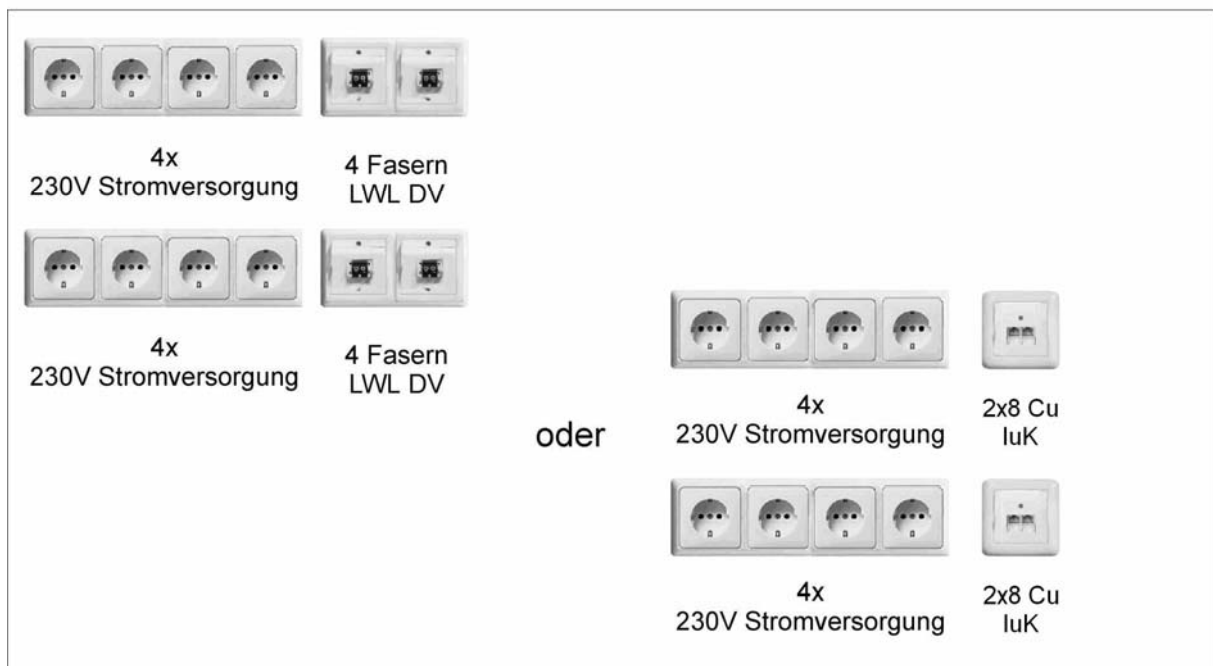 4x
230V Stromversorgung
4 Fasern
LWL DV
4x
230V Stromversorgung
4 Fasern
LWL DV
oder
4x
230V Stromversorgung
2x8 Cu
IuK
4x
230V Stromversorgung
2x8 Cu
IuK